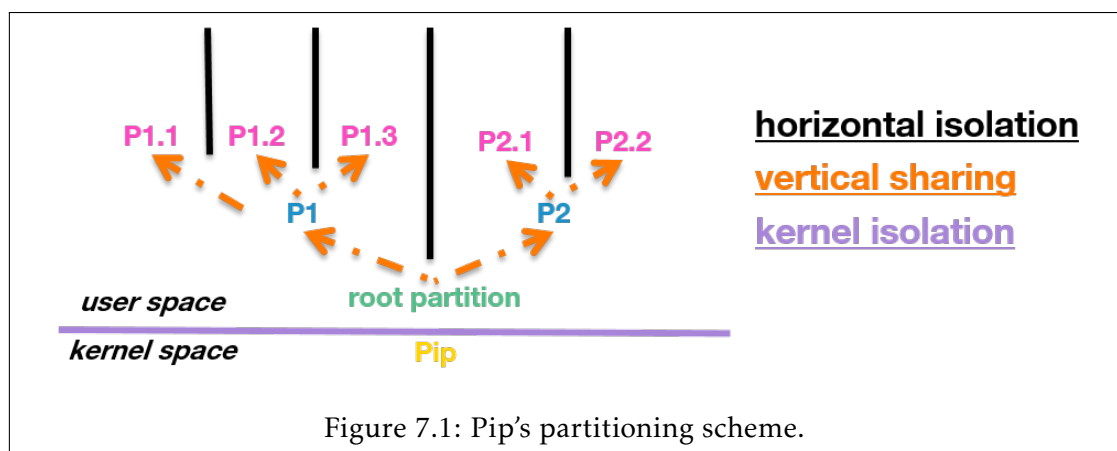 P1.1 P1.2 P1.3 P2.1 P2.2
horizontal isolation
vertical sharing
P1 P2
kernel isolation
root partition
user space
kernel space Pip
Figure 7.1: Pip's partitioning scheme.